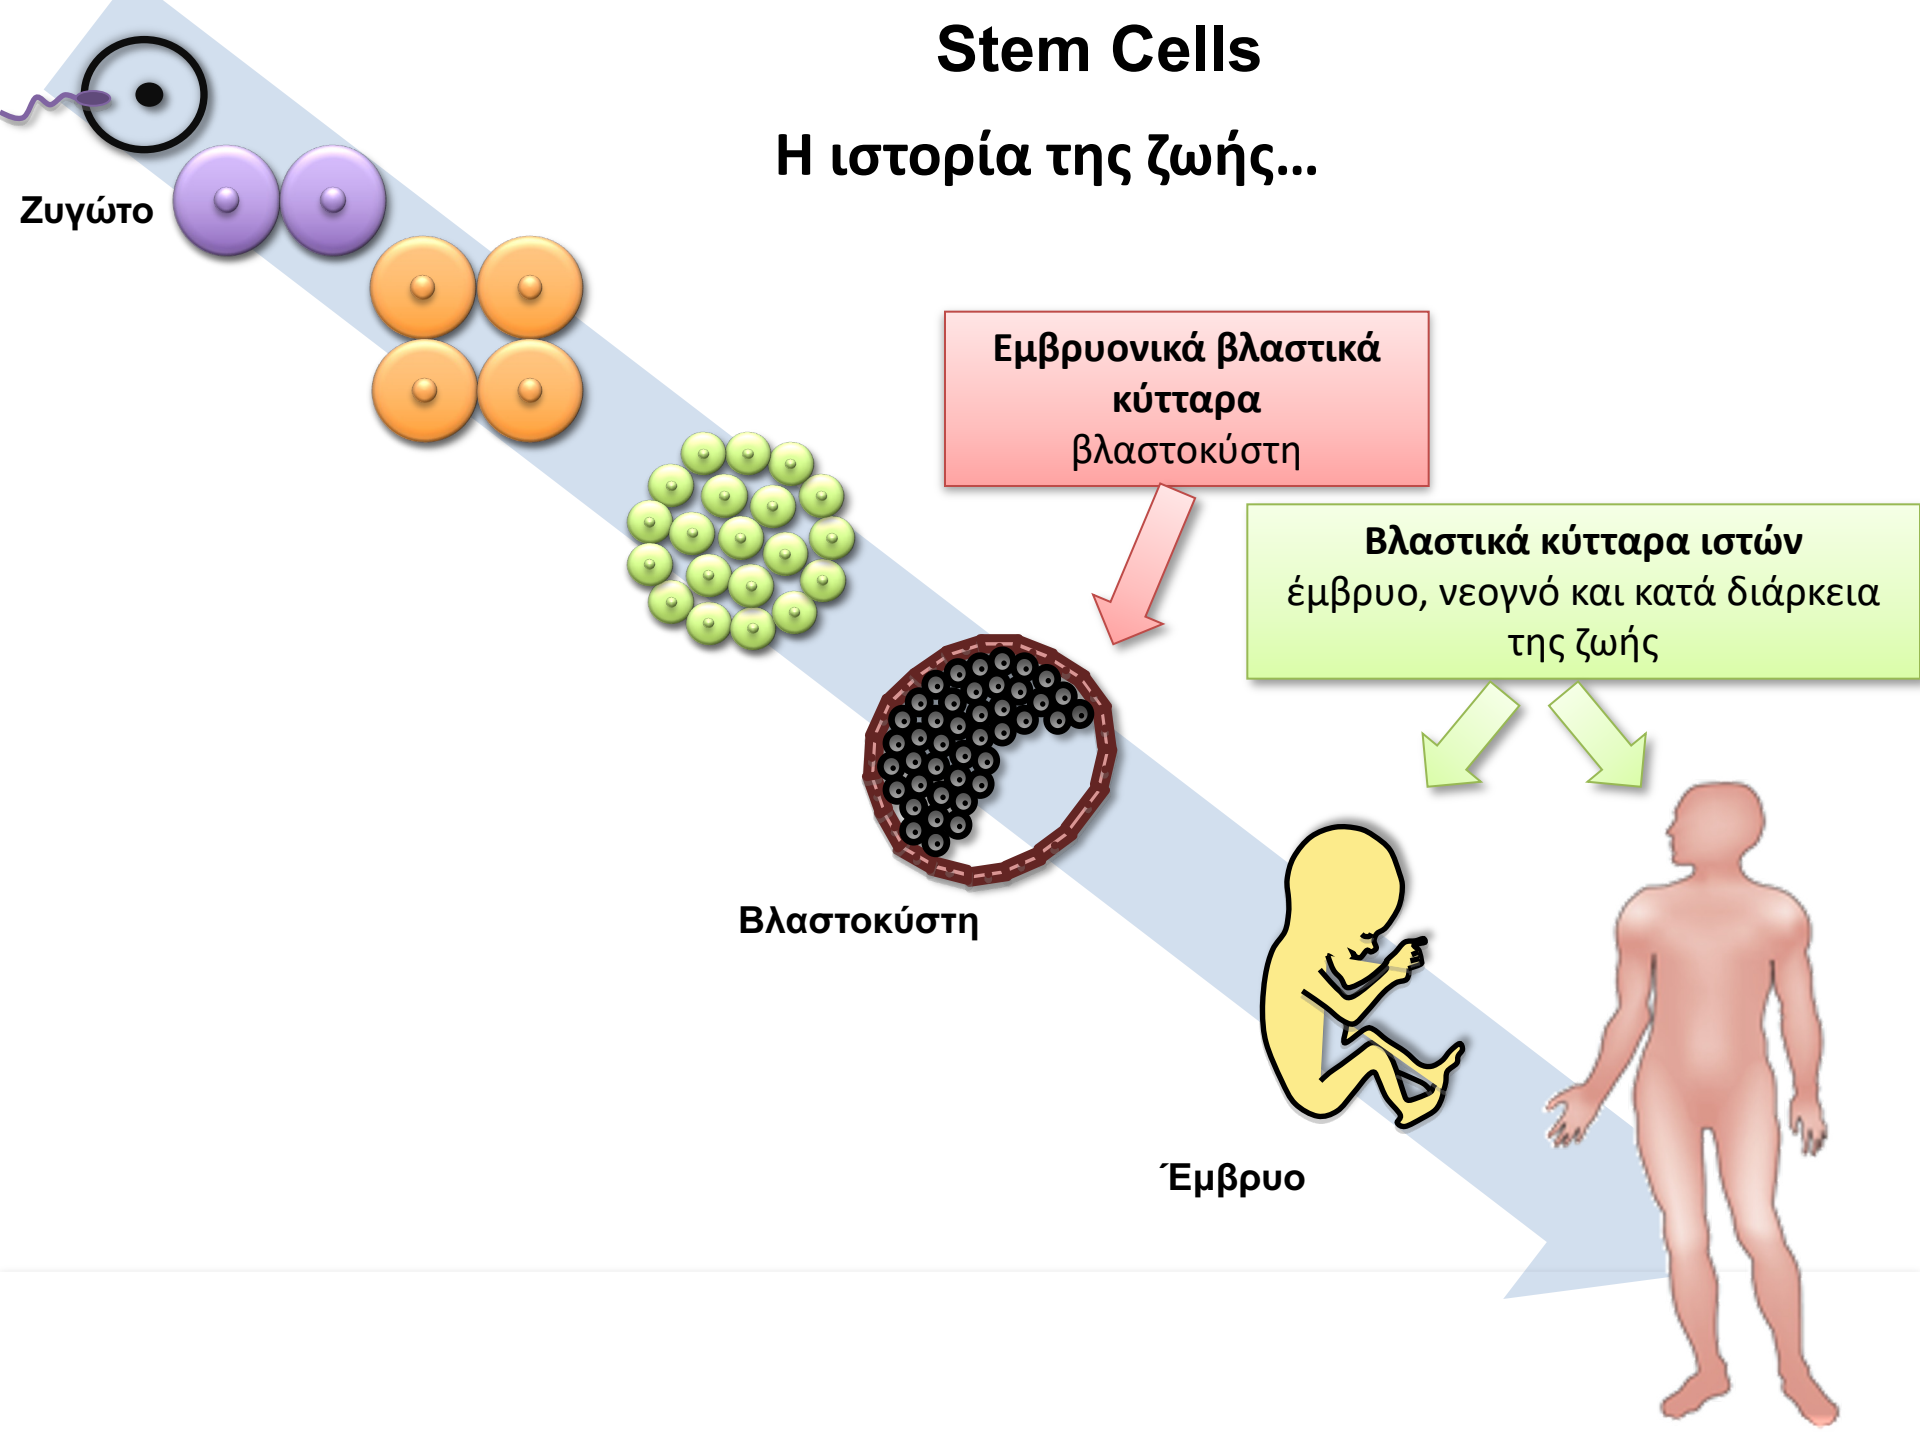 Stem Cells
Η ιστορία της ζωής...
Ζυγώτο
Εμβρυονικά βλαστικά
κύτταρα
βλαστοκύστη
Βλαστικά κύτταρα ιστών
έμβρυο, νεογνό και κατά διάρκεια
της ζωής
Βλαστοκύστη
Έμβρυο